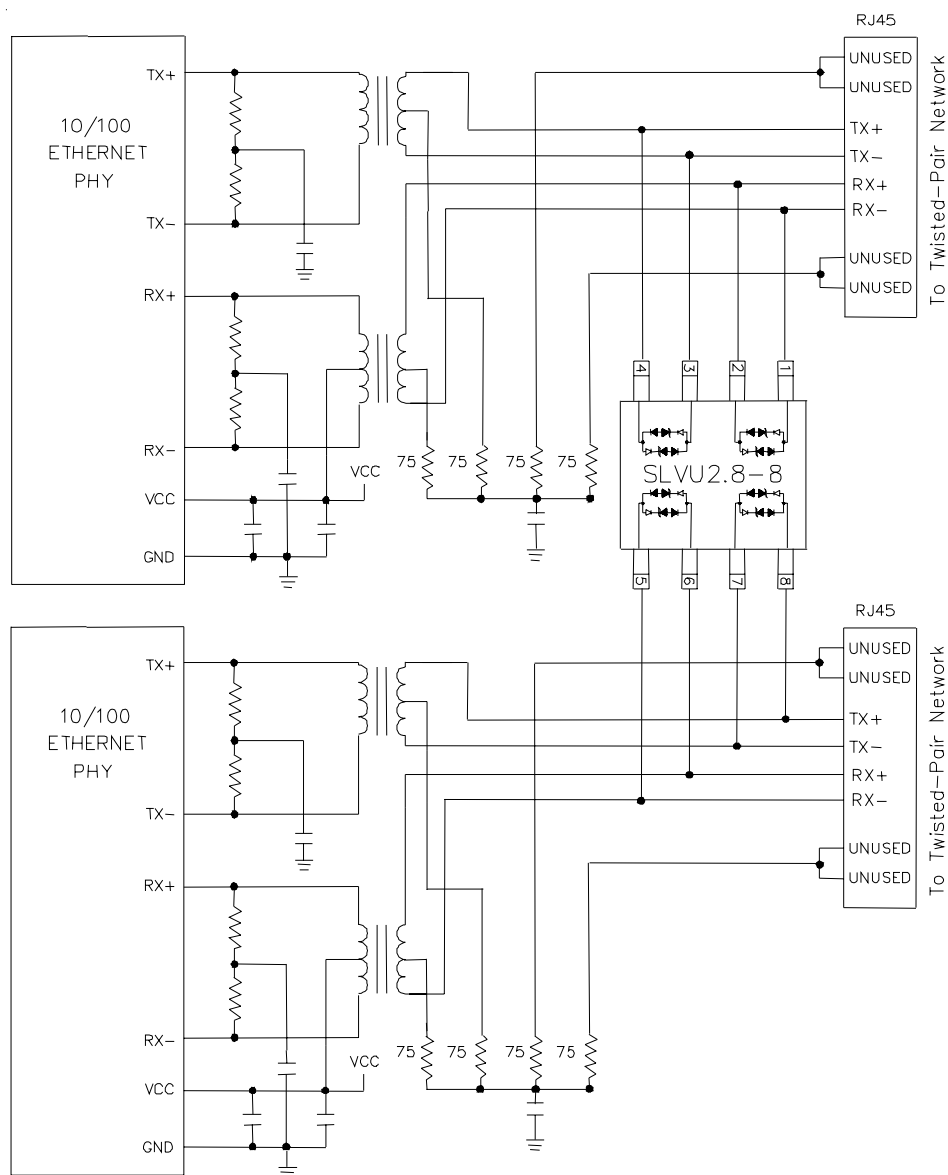 RJ45
UNUSED
UNUSED
TX+
TX-
RX+
RX-
UNUSED
UNUSED
To Twisted-Pair Network
10/100
ETHERNET
PHY
TX+
TX-
RX+
RX-
VCC
GND
VCC
75
75
75
75
4
3
2
1
SLVU2.8-8
5
6
7
8
RJ45
UNUSED
UNUSED
TX+
TX-
RX+
RX-
UNUSED
UNUSED
To Twisted-Pair Network
10/100
ETHERNET
PHY
TX+
TX-
RX+
RX-
VCC
GND
VCC
75
75
75
75